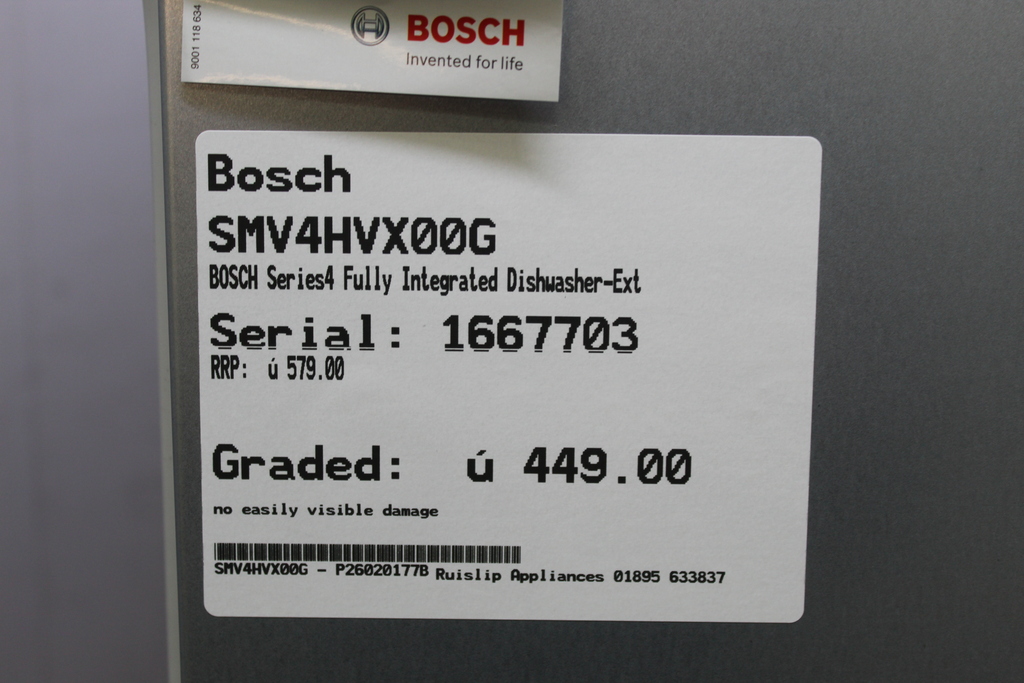 9001 118 634
BOSCH
Invented for life
Bosch
SMV4HVX00G
BOSCH Series4 Fully Integrated Dishwasher-Ext
Serial: 1667703
RRP: ú 579.00
Graded: ú 449.00
no easily visible damage
SMV4HVX00G - P26020177B Ruislip Appliances 01895 633837